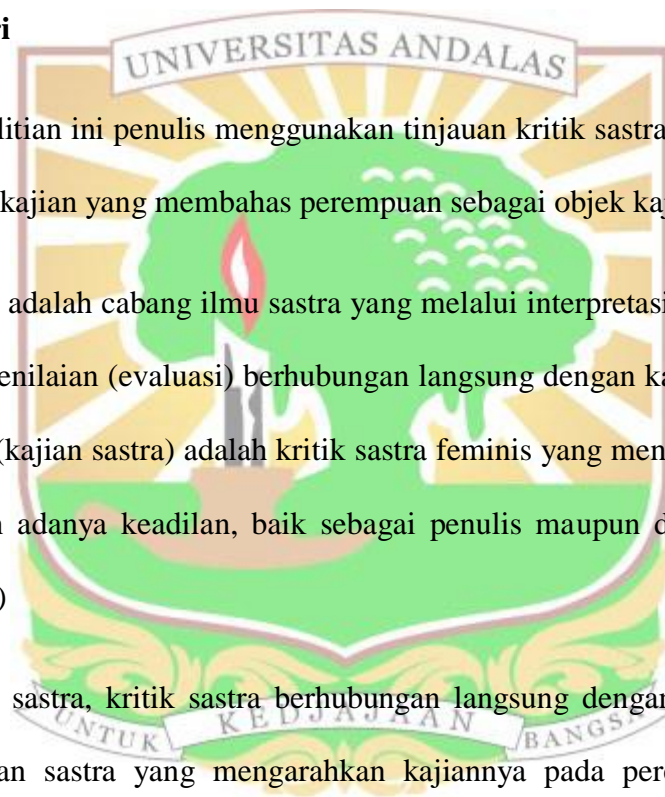 ri
UNIVERSITAS ANDALAS
litian ini penulis menggunakan tinjauan kritik sastra
kajian yang membahas perempuan sebagai objek kaj
adalah cabang ilmu sastra yang melalui interpretasi
enilaian (evaluasi) berhubungan langsung dengan ka
(kajian sastra) adalah kritik sastra feminis yang men
adanya keadilan, baik sebagai penulis maupun d
)
sastra, kritik sastra berhubungan langsung dengan
UNTUK KEDJAJAAN BANGSA
an sastra yang mengarahkan kajiannya pada per